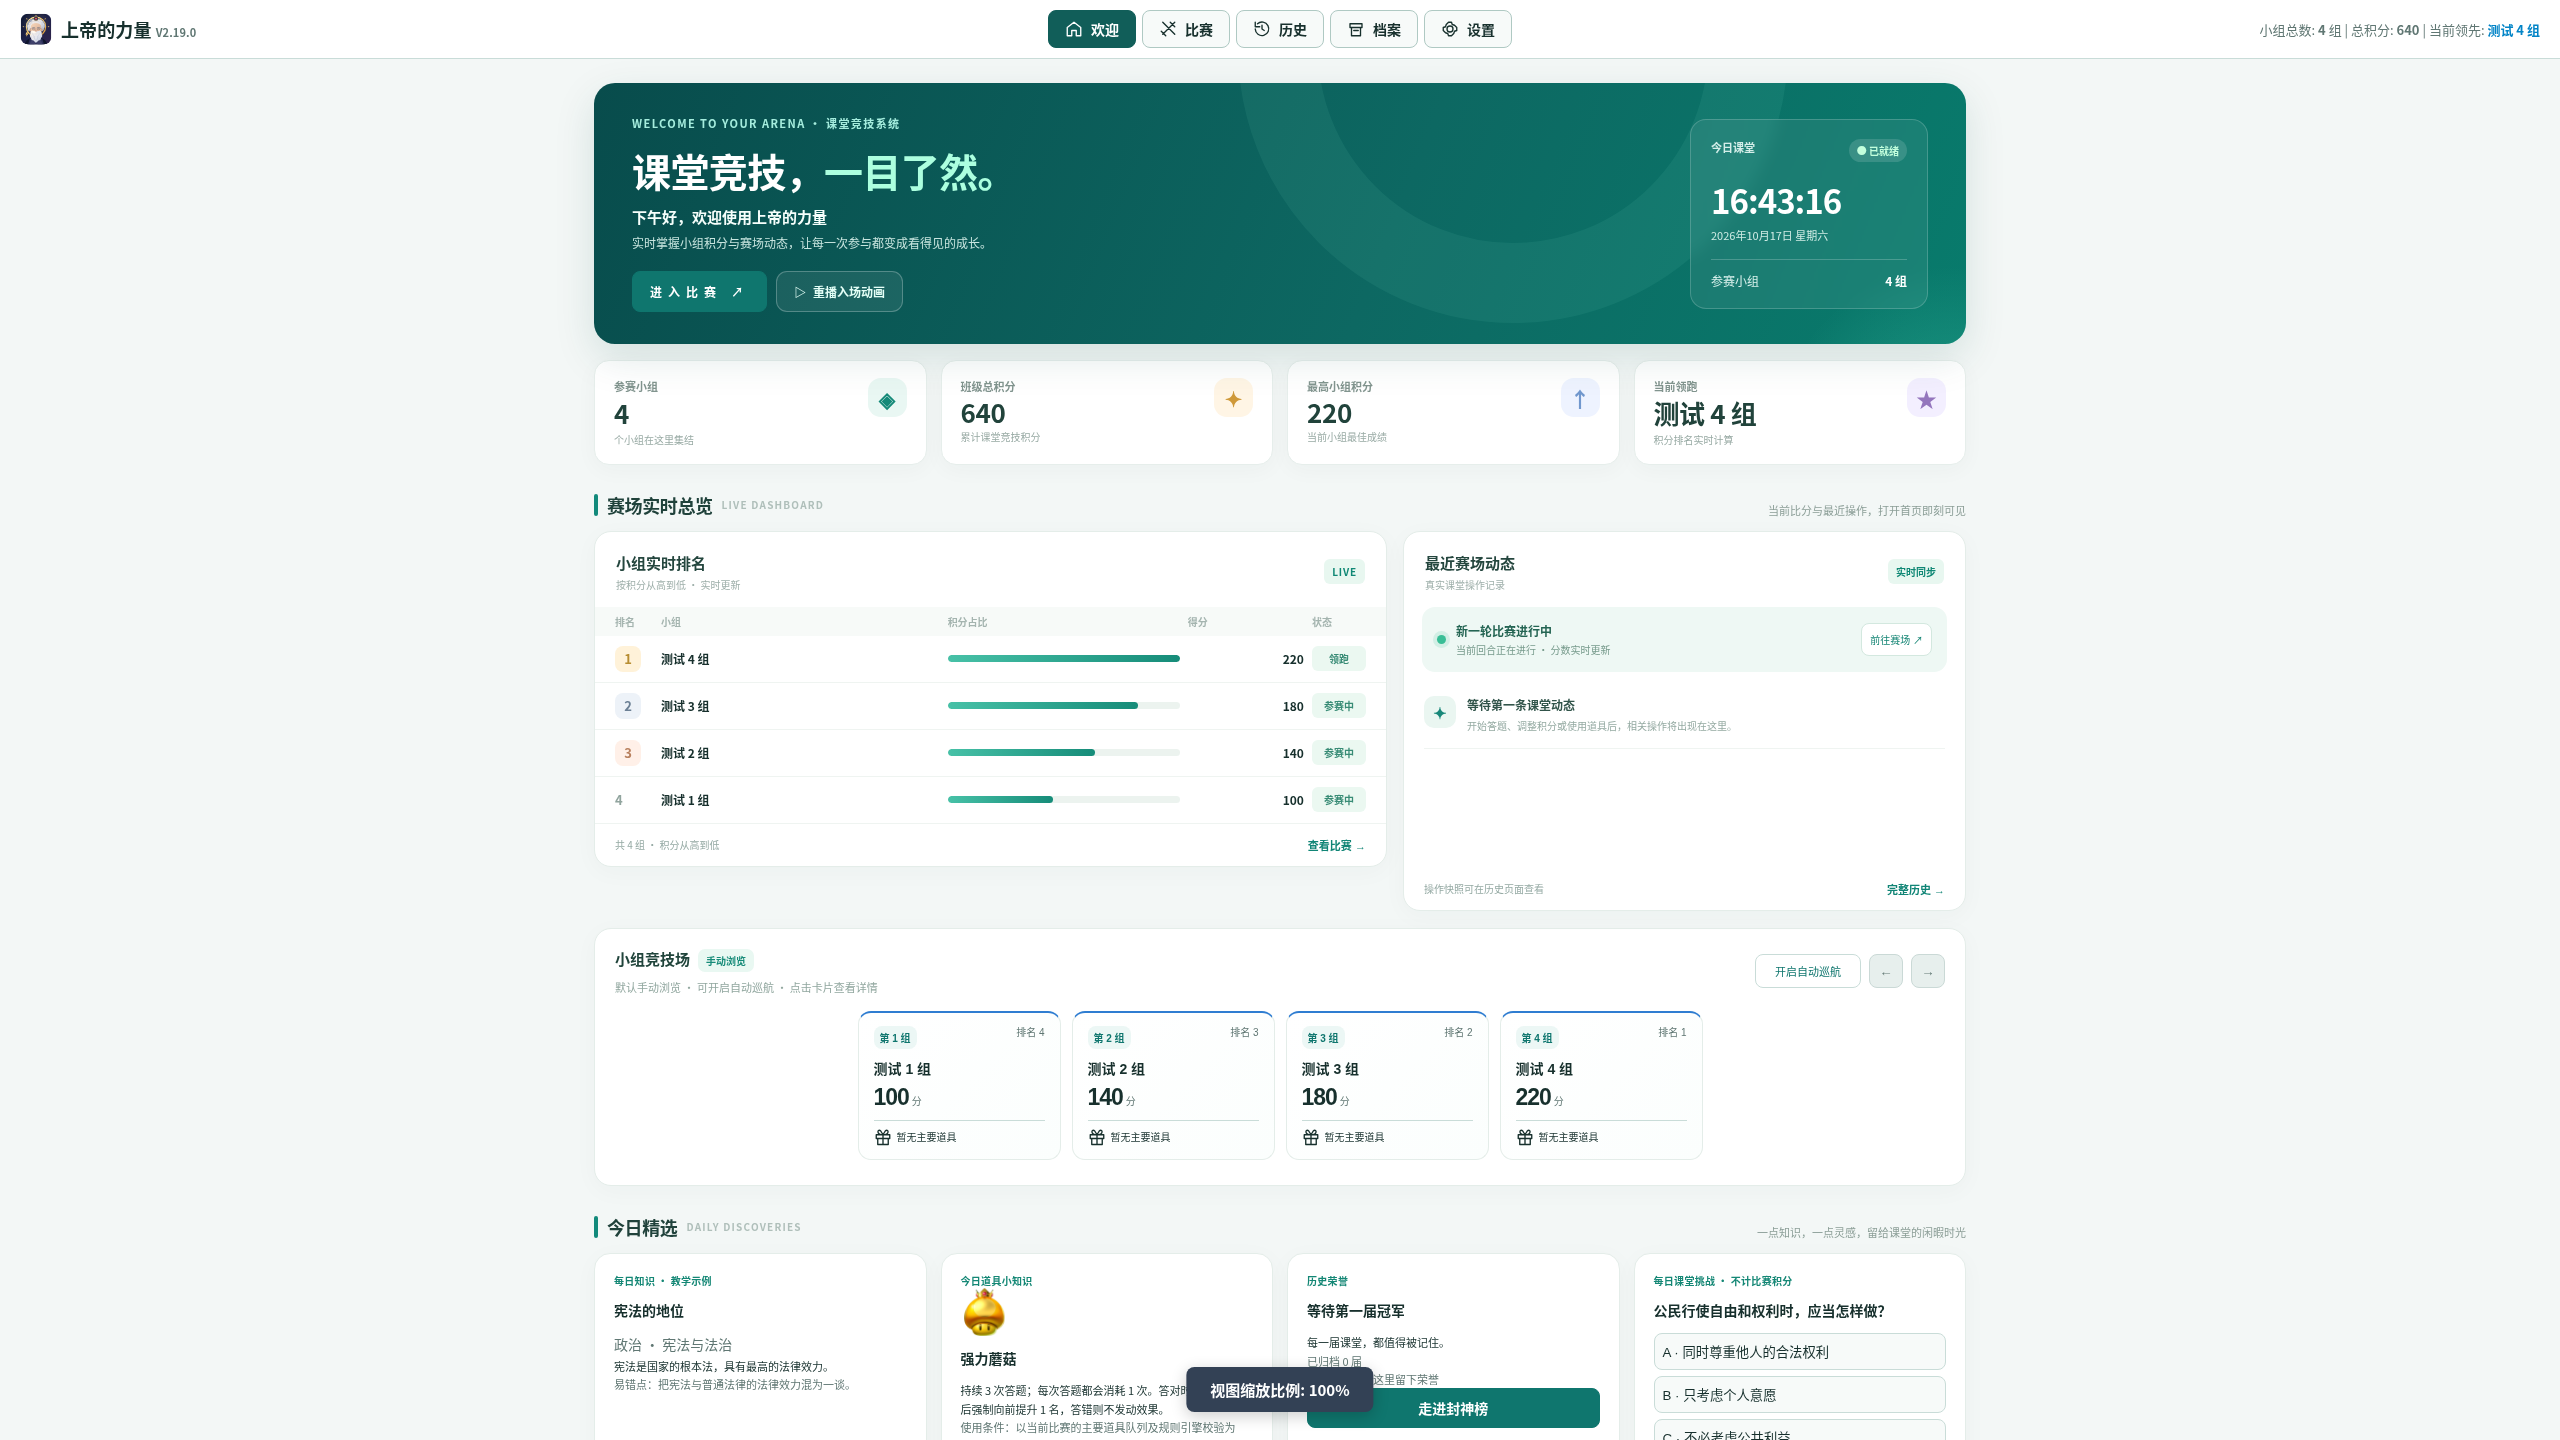 上帝的力量 V2.19.0
欢迎
比赛
历史
档案
设置
小组总数: 4 组 | 总积分: 640 | 当前领先: 测试 4 组
WELCOME TO YOUR ARENA · 课堂竞技系统
课堂竞技，一目了然。
下午好，欢迎使用上帝的力量
实时掌握小组积分与赛场动态，让每一次参与都变成看得见的成长。
进入比赛 ↗
▷ 重播入场动画
今日课堂
已就绪
16:43:16
2026年10月17日 星期六
参赛小组
4 组
参赛小组
4
个小组在这里集结
班级总积分
640
累计课堂竞技积分
最高小组积分
220
当前小组最佳成绩
当前领跑
测试 4 组
积分排名实时计算
赛场实时总览 LIVE DASHBOARD
当前比分与最近操作，打开首页即刻可见
小组实时排名
按积分从高到低 · 实时更新
LIVE
排名 小组 积分占比 得分 状态
1 测试 4 组 220 领跑
2 测试 3 组 180 参赛中
3 测试 2 组 140 参赛中
4 测试 1 组 100 参赛中
共 4 组 · 积分从高到低
查看比赛 →
最近赛场动态
真实课堂操作记录
实时同步
新一轮比赛进行中
当前回合正在进行 · 分数实时更新
前往赛场 ↗
等待第一条课堂动态
开始答题、调整积分或使用道具后，相关操作将出现在这里。
操作快照可在历史页面查看
完整历史 →
小组竞技场 手动浏览
默认手动浏览 · 可开启自动巡航 · 点击卡片查看详情
开启自动巡航
←
→
第 1 组 排名 4
测试 1 组
100 分
暂无主要道具
第 2 组 排名 3
测试 2 组
140 分
暂无主要道具
第 3 组 排名 2
测试 3 组
180 分
暂无主要道具
第 4 组 排名 1
测试 4 组
220 分
暂无主要道具
今日精选 DAILY DISCOVERIES
一点知识，一点灵感，留给课堂的闲暇时光
每日知识 · 教学示例
宪法的地位
政治 · 宪法与法治
宪法是国家的根本法，具有最高的法律效力。
易错点：把宪法与普通法律的法律效力混为一谈。
今日道具小知识
强力蘑菇
持续 3 次答题；每次答题都会消耗 1 次。答对
后强制向前提升 1 名，答错则不发动效果。
使用条件：以当前比赛的主要道具队列及规则引擎校验为
历史荣誉
等待第一届冠军
每一届课堂，都值得被记住。
已归档 0 届
这里留下荣誉
走进封神榜
每日课堂挑战 · 不计比赛积分
公民行使自由和权利时，应当怎样做？
A · 同时尊重他人的合法权利
B · 只考虑个人意愿
C · 不必考虑公共利益
视图缩放比例: 100%